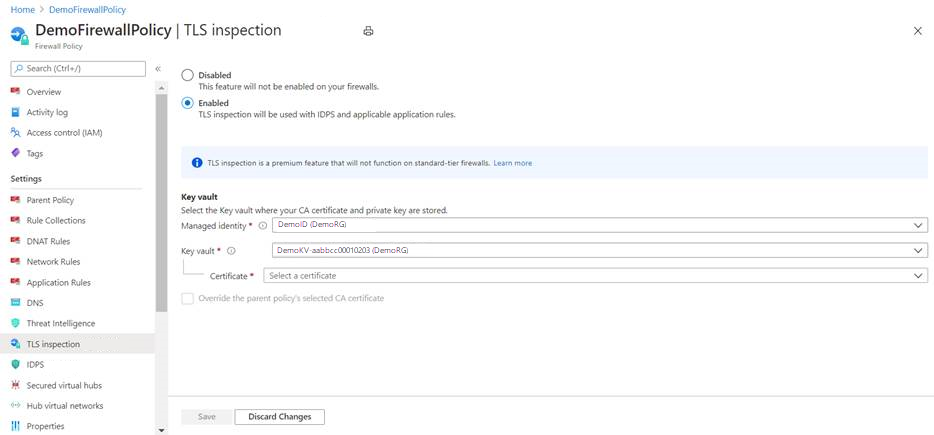 Home > DemoFirewallPolicy
DemoFirewallPolicy | TLS inspection
Firewall Policy
Search (Ctrl+/)
Overview
Activity log
Access control (IAM)
Tags
Settings
Parent Policy
Rule Collections
DNAT Rules
Network Rules
Application Rules
DNS
Threat Intelligence
TLS inspection
IDPS
Secured virtual hubs
Hub virtual networks
Properties
Disabled
This feature will not be enabled on your firewalls.
Enabled
TLS inspection will be used with IDPS and applicable application rules.
TLS inspection is a premium feature that will not function on standard-tier firewalls. Learn more
Key vault
Select the Key vault where your CA certificate and private key are stored.
Managed identity * DemoID (DemoRG)
Key vault * DemoKV-aabbcc00010203 (DemoRG)
Certificate * Select a certificate
Override the parent policy's selected CA certificate
Save Discard Changes